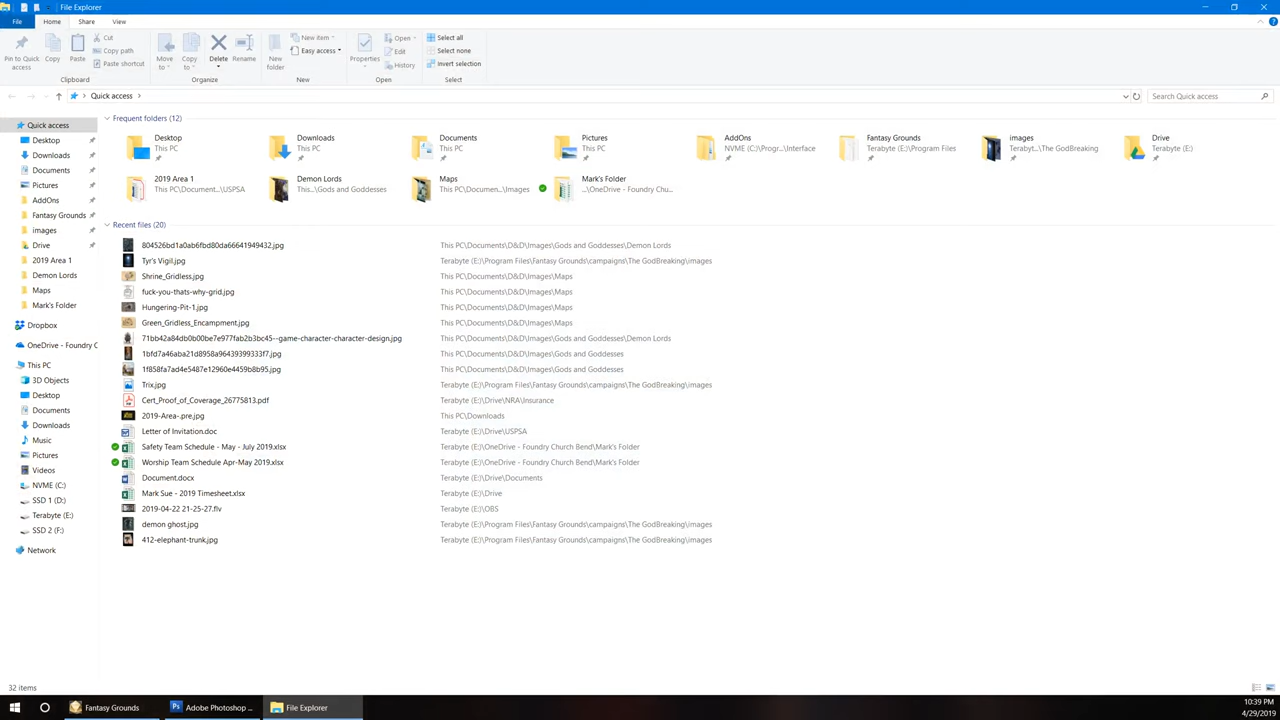 File Explorer
File Home Share View
Pin to Quick access
Copy
Paste
Cut
Copy path
Paste shortcut
Clipboard
Move to
Copy to
Delete
Rename
Organize
New folder
New item
Easy access
New
Properties
Open
Edit
History
Open
Select all
Select none
Invert selection
Select
Quick access
Search Quick access
Quick access
Desktop
Downloads
Documents
Pictures
AddOns
Fantasy Grounds
images
Drive
2019 Area 1
Demon Lords
Maps
Mark's Folder
Dropbox
OneDrive - Foundry C
This PC
3D Objects
Desktop
Documents
Downloads
Music
Pictures
Videos
NVME (C:)
SSD 1 (D:)
Terabyte (E:)
SSD 2 (F:)
Network
Frequent folders (12)
Desktop
This PC
Downloads
This PC
Documents
This PC
Pictures
This PC
AddOns
NVME (C:)\Progr...\Interface
Fantasy Grounds
Terabyte (E:)\Program Files
images
Terabyt...\The GodBreaking
Drive
Terabyte (E:)
2019 Area 1
This PC\Document...\USPSA
Demon Lords
This...\Gods and Goddesses
Maps
This PC\Documen...\Images
Mark's Folder
...\OneDrive - Foundry Chu...
Recent files (20)
804526bd1a0ab6fbd80da66641949432.jpg This PC\Documents\D&D\Images\Gods and Goddesses\Demon Lords
Tyr's Vigil.jpg Terabyte (E:)\Program Files\Fantasy Grounds\campaigns\The GodBreaking\images
Shrine_Gridless.jpg This PC\Documents\D&D\Images\Maps
fuck-you-thats-why-grid.jpg This PC\Documents\D&D\Images\Maps
Hungering-Pit-1.jpg This PC\Documents\D&D\Images\Maps
Green_Gridless_Encampment.jpg This PC\Documents\D&D\Images\Maps
71bb42a84db0b00be7e977fab2b3bc45--game-character-character-design.jpg This PC\Documents\D&D\Images\Gods and Goddesses\Demon Lords
1bfd7a46aba21d8958a96439399333f7.jpg This PC\Documents\D&D\Images\Gods and Goddesses
1f858fa7ad4e5487e12960e4459b8b95.jpg This PC\Documents\D&D\Images\Gods and Goddesses
Trix.jpg Terabyte (E:)\Program Files\Fantasy Grounds\campaigns\The GodBreaking\images
Cert_Proof_of_Coverage_26775813.pdf Terabyte (E:)\Drive\NRA\Insurance
2019-Area-.pre.jpg This PC\Downloads
Letter of Invitation.doc Terabyte (E:)\Drive\USPSA
Safety Team Schedule - May - July 2019.xlsx Terabyte (E:)\OneDrive - Foundry Church Bend\Mark's Folder
Worship Team Schedule Apr-May 2019.xlsx Terabyte (E:)\OneDrive - Foundry Church Bend\Mark's Folder
Document.docx Terabyte (E:)\Drive\Documents
Mark Sue - 2019 Timesheet.xlsx Terabyte (E:)\Drive
2019-04-22 21-25-27.flv Terabyte (E:)\OBS
demon ghost.jpg Terabyte (E:)\Program Files\Fantasy Grounds\campaigns\The GodBreaking\images
412-elephant-trunk.jpg Terabyte (E:)\Program Files\Fantasy Grounds\campaigns\The GodBreaking\images
32 items
Fantasy Grounds
Adobe Photoshop ...
File Explorer
10:39 PM
4/29/2019